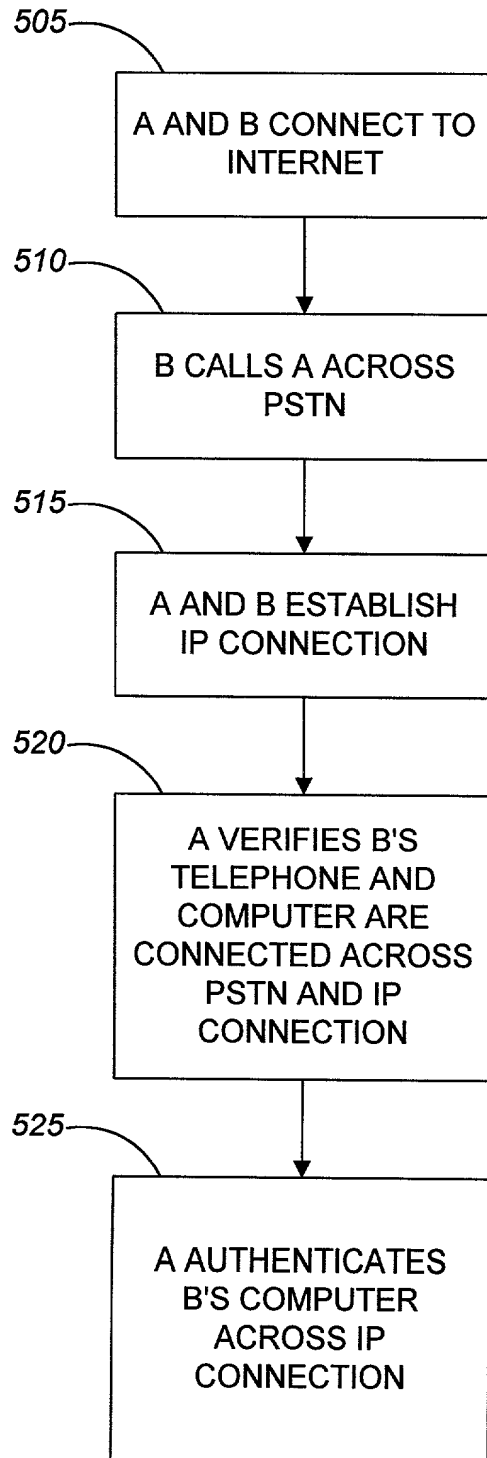 505
A AND B CONNECT TO
INTERNET
510
B CALLS A ACROSS
PSTN
515
A AND B ESTABLISH
IP CONNECTION
520
A VERIFIES B'S
TELEPHONE AND
COMPUTER ARE
CONNECTED ACROSS
PSTN AND IP
CONNECTION
525
A AUTHENTICATES
B'S COMPUTER
ACROSS IP
CONNECTION